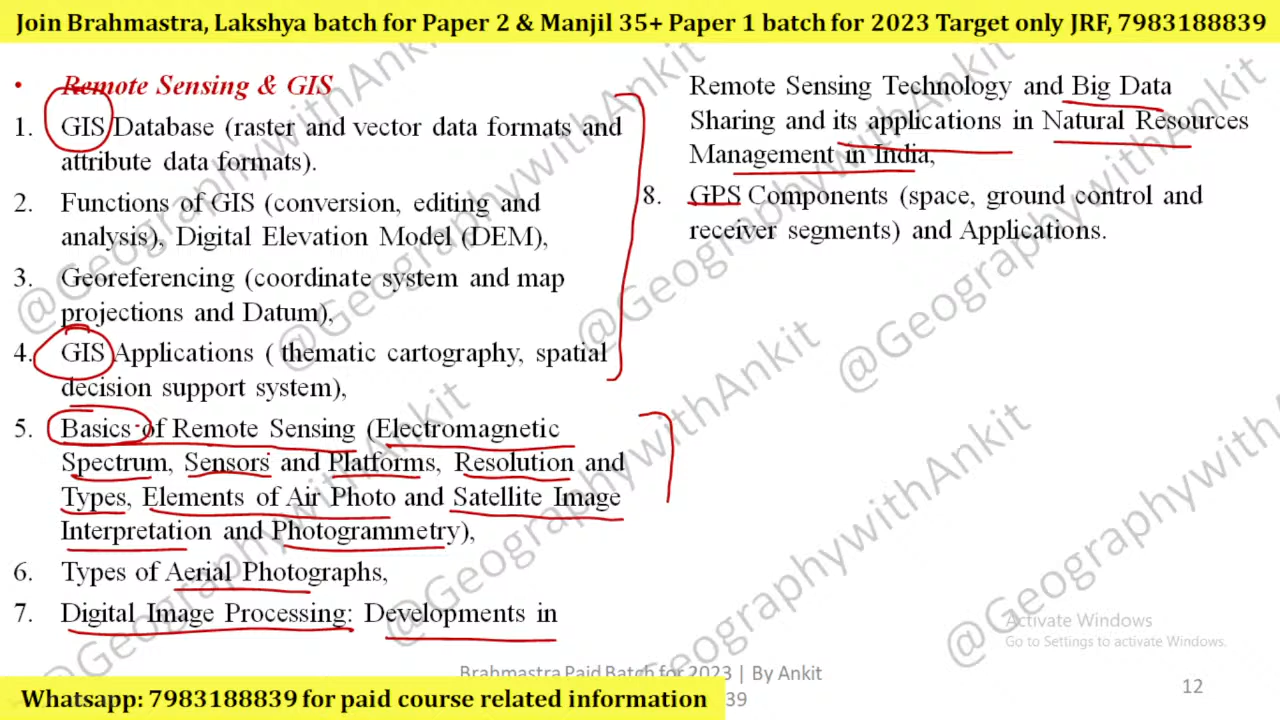 Join Brahmastra, Lakshya batch for Paper 2 & Manjil 35+ Paper 1 batch for 2023 Target only JRF, 7983188839
• Remote Sensing & GIS
1. GIS Database (raster and vector data formats and
attribute data formats).
2. Functions of GIS (conversion, editing and
analysis), Digital Elevation Model (DEM),
3. Georeferencing (coordinate system and map
projections and Datum),
4. GIS Applications ( thematic cartography, spatial
decision support system),
5. Basics of Remote Sensing (Electromagnetic
Spectrum, Sensors and Platforms, Resolution and
Types, Elements of Air Photo and Satellite Image
Interpretation and Photogrammetry),
6. Types of Aerial Photographs,
7. Digital Image Processing: Developments in
Remote Sensing Technology and Big Data
Sharing and its applications in Natural Resources
Management in India,
8. GPS Components (space, ground control and
receiver segments) and Applications.
@GeographywithAnkit
@GeographywithAnkit
@GeographywithAnkit
@GeographywithAnkit
@GeographywithAnkit
@GeographywithAnkit
Activate Windows
Go to Settings to activate Windows.
Brahmastra Paid Batch for 2023 | By Ankit
39
12
Whatsapp: 7983188839 for paid course related information